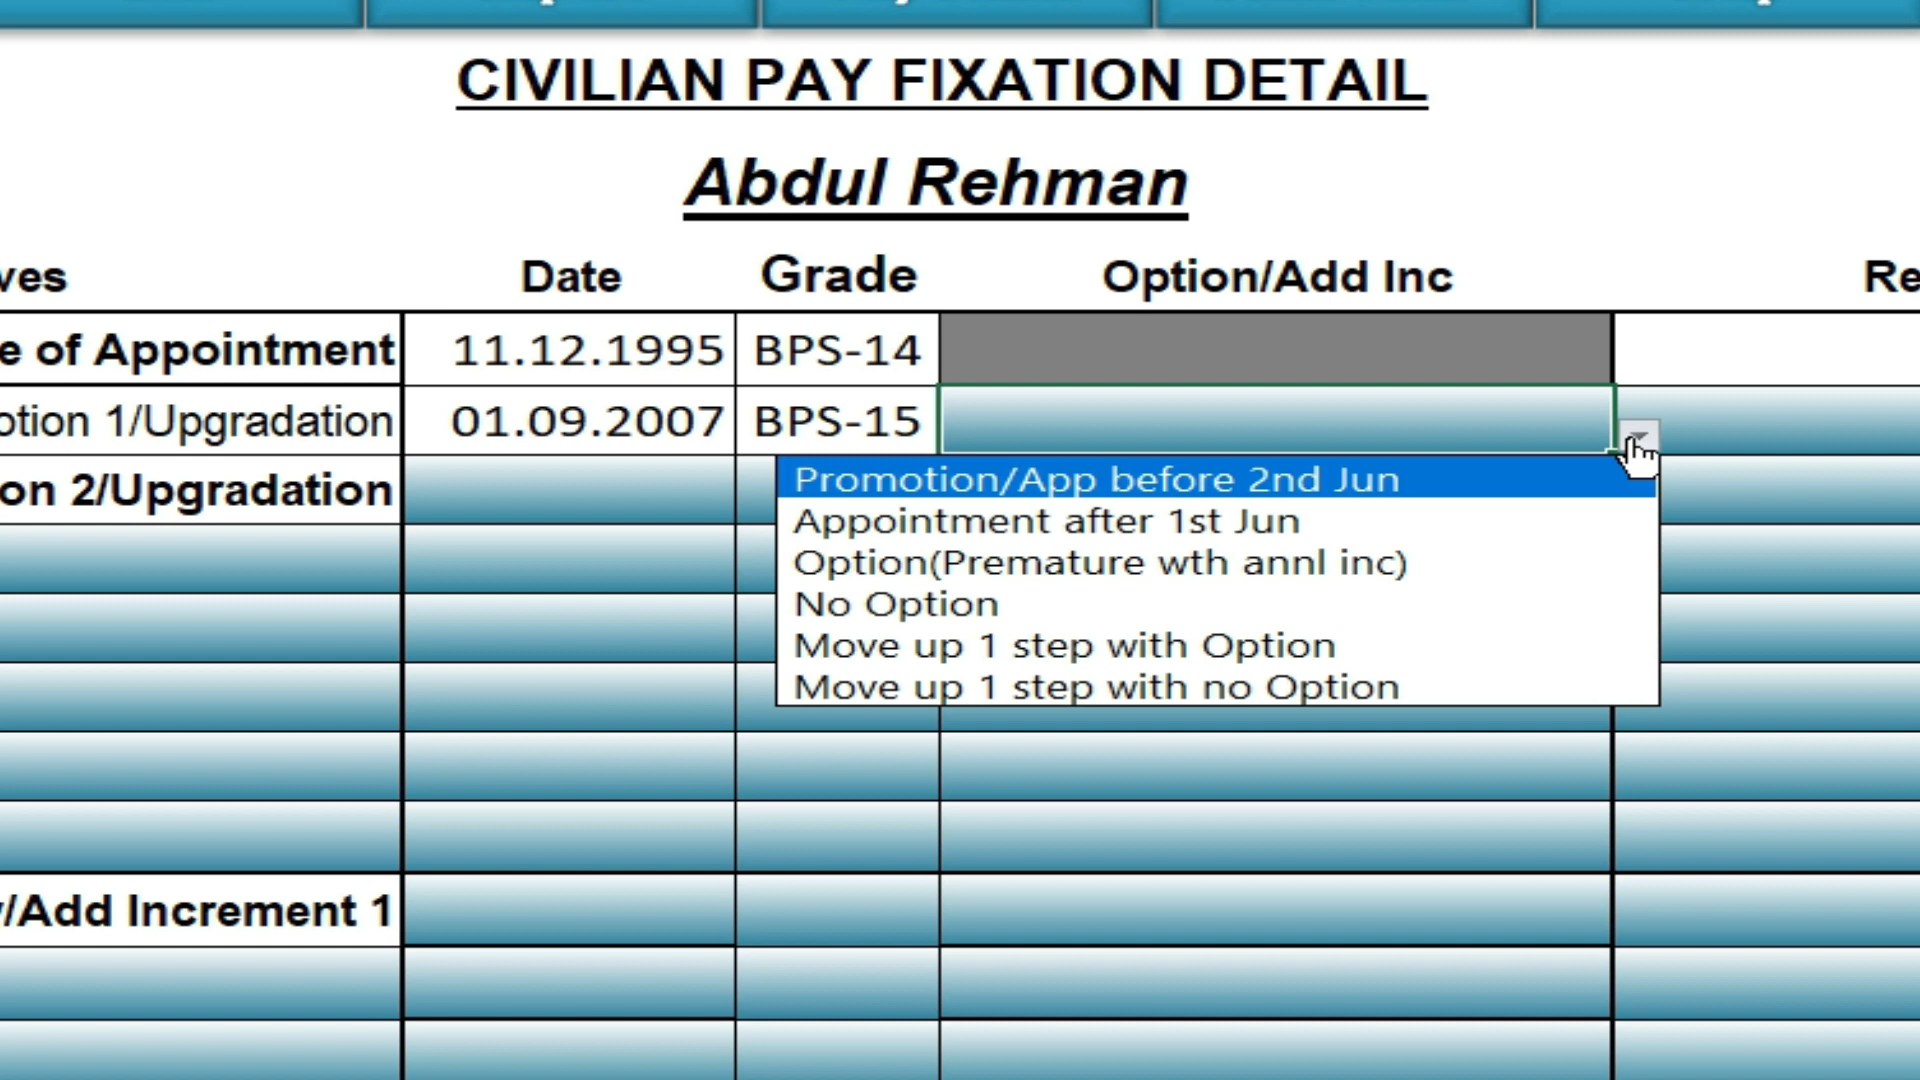 CIVILIAN PAY FIXATION DETAIL
Abdul Rehman
ves Date Grade Option/Add Inc Re
e of Appointment 11.12.1995 BPS-14
otion 1/Upgradation 01.09.2007 BPS-15
on 2/Upgradation
Promotion/App before 2nd Jun
Appointment after 1st Jun
Option(Premature wth annl inc)
No Option
Move up 1 step with Option
Move up 1 step with no Option
/Add Increment 1